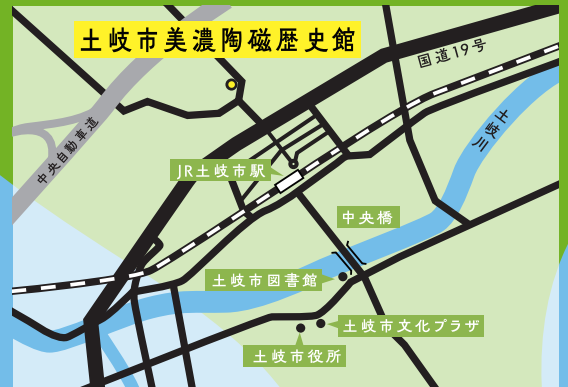 土岐市美濃陶磁歴史館
国道19号
中央自動車道
土岐川
JR土岐市駅
中央橋
土岐市図書館
土岐市文化プラザ
土岐市役所